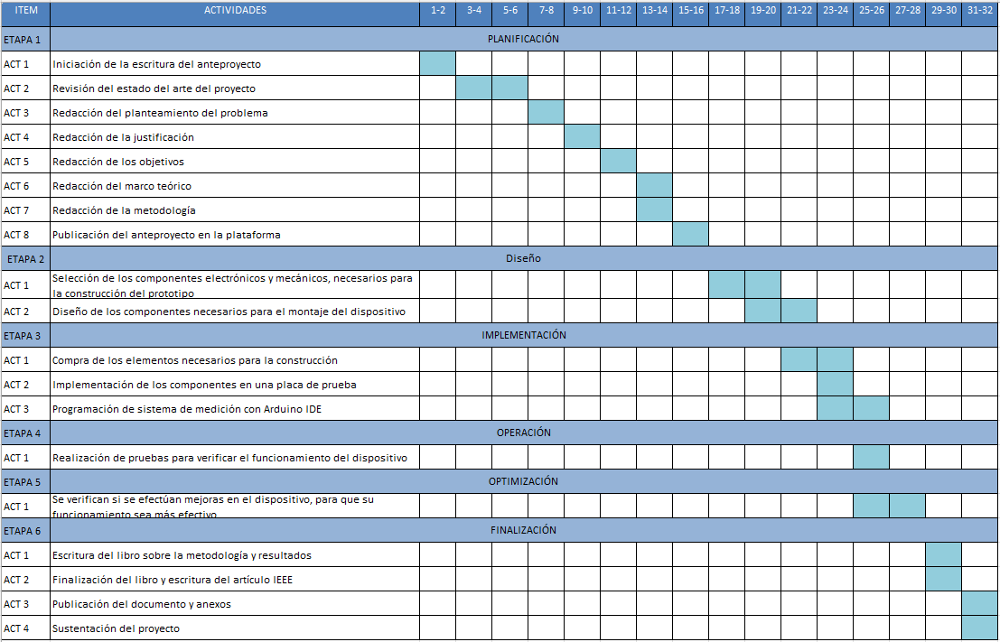 ITEM ACTIVIDADES 1-2 3-4 5-6 7-8 9-10 11-12 13-14 15-16 17-18 19-20 21-22 23-24 25-26 27-28 29-30 31-32
ETAPA 1 PLANIFICACIÓN
ACT 1 Iniciación de la escritura del anteproyecto
ACT 2 Revisión del estado del arte del proyecto
ACT 3 Redacción del planteamiento del problema
ACT 4 Redacción de la justificación
ACT 5 Redacción de los objetivos
ACT 6 Redacción del marco teórico
ACT 7 Redacción de la metodología
ACT 8 Publicación del anteproyecto en la plataforma
ETAPA 2 Diseño
ACT 1 Selección de los componentes electrónicos y mecánicos, necesarios para
la construcción del prototipo
ACT 2 Diseño de los componentes necesarios para el montaje del dispositivo
ETAPA 3 IMPLEMENTACIÓN
ACT 1 Compra de los elementos necesarios para la construcción
ACT 2 Implementación de los componentes en una placa de prueba
ACT 3 Programación de sistema de medición con Arduino IDE
ETAPA 4 OPERACIÓN
ACT 1 Realización de pruebas para verificar el funcionamiento del dispositivo
ETAPA 5 OPTIMIZACIÓN
ACT 1 Se verifican si se efectúan mejoras en el dispositivo, para que su
funcionamiento sea más efectivo
ETAPA 6 FINALIZACIÓN
ACT 1 Escritura del libro sobre la metodología y resultados
ACT 2 Finalización del libro y escritura del artículo IEEE
ACT 3 Publicación del documento y anexos
ACT 4 Sustentación del proyecto